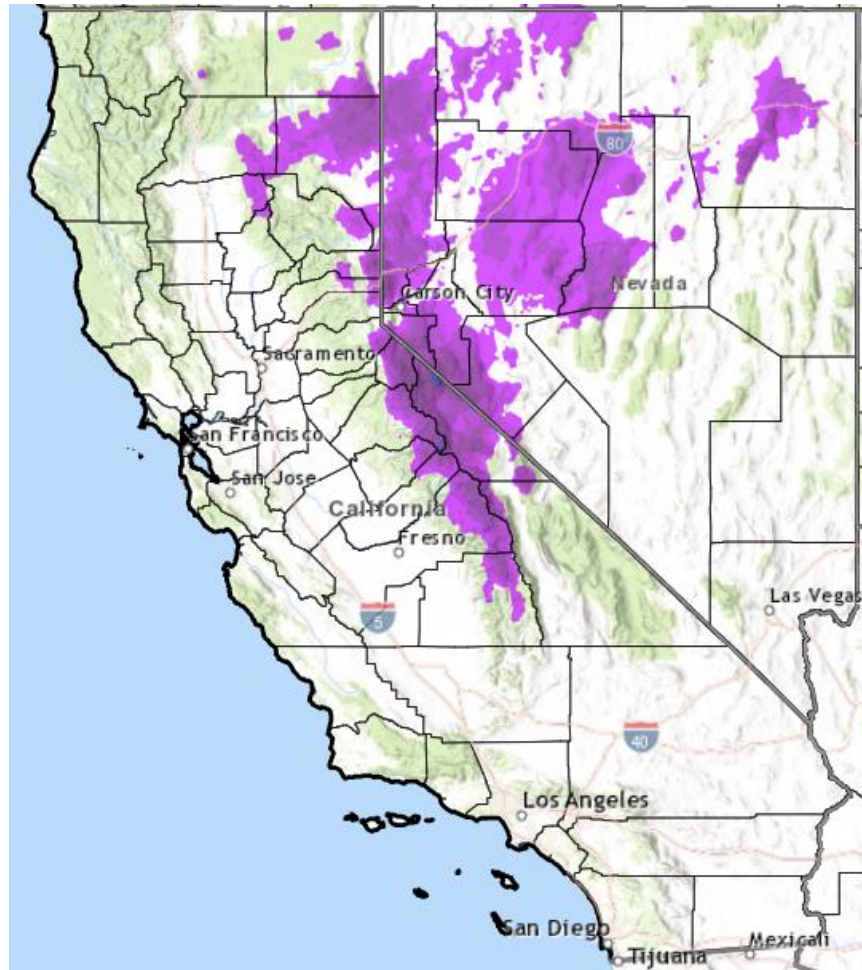 80
Nevada
Carson City
Sacramento
San Francisco
San Jose
California
Fresno
Las Vegas
5
40
Los Angeles
San Diego
Tijuana
Mexicali